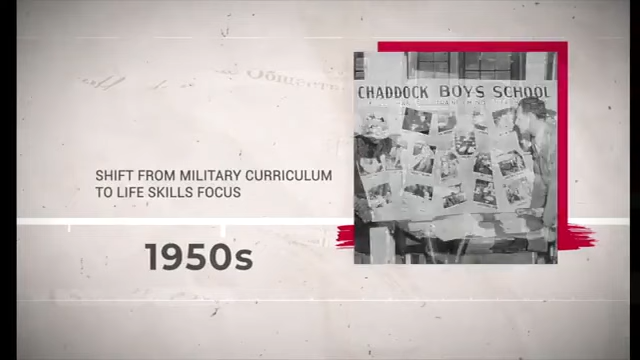 SHIFT FROM MILITARY CURRICULUM
TO LIFE SKILLS FOCUS
1950s
CHADDOCK BOYS SCHOOL